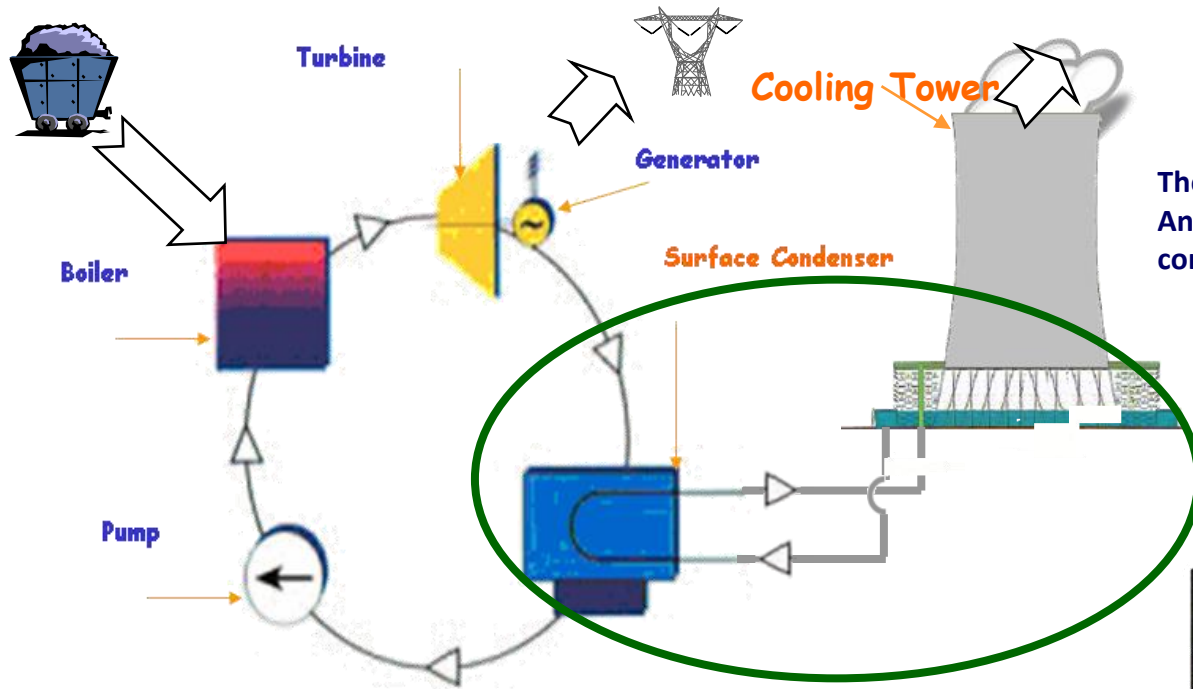 Turbine
Cooling Tower
Generator
Boiler
Surface Condenser
Pump